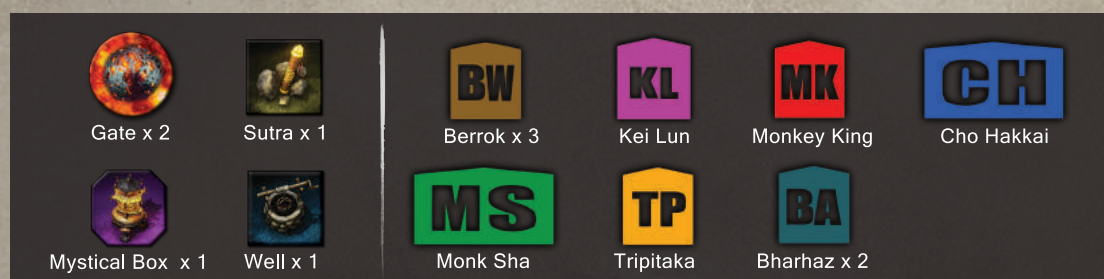 BW KL MK CH
Gate x 2 Sutra x 1 Berrok x 3 Kei Lun Monkey King Cho Hakkai
MS TP BA
Mystical Box x 1 Well x 1 Monk Sha Tripitaka Bharhaz x 2